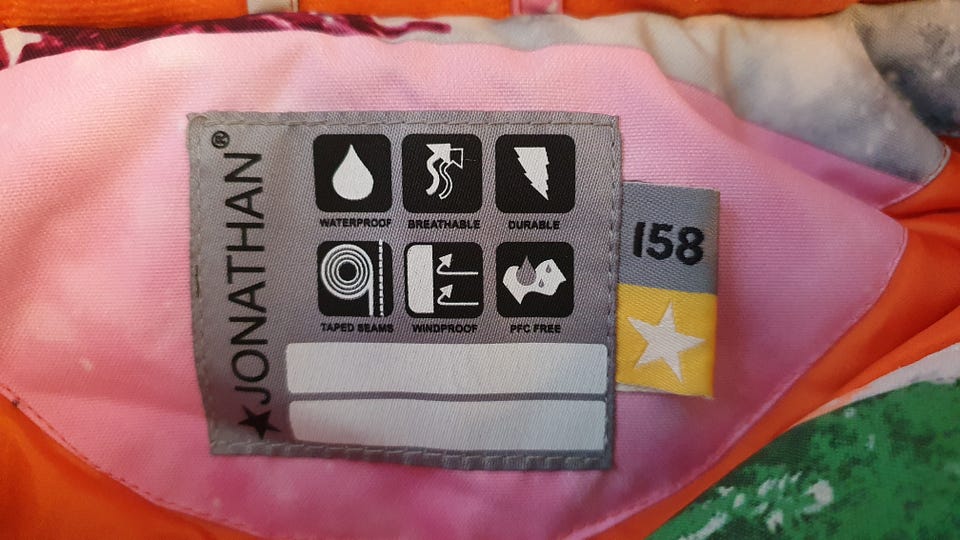 ★JONATHAN®
WATERPROOF BREATHABLE DURABLE
TAPED SEAMS WINDPROOF PFC FREE
158